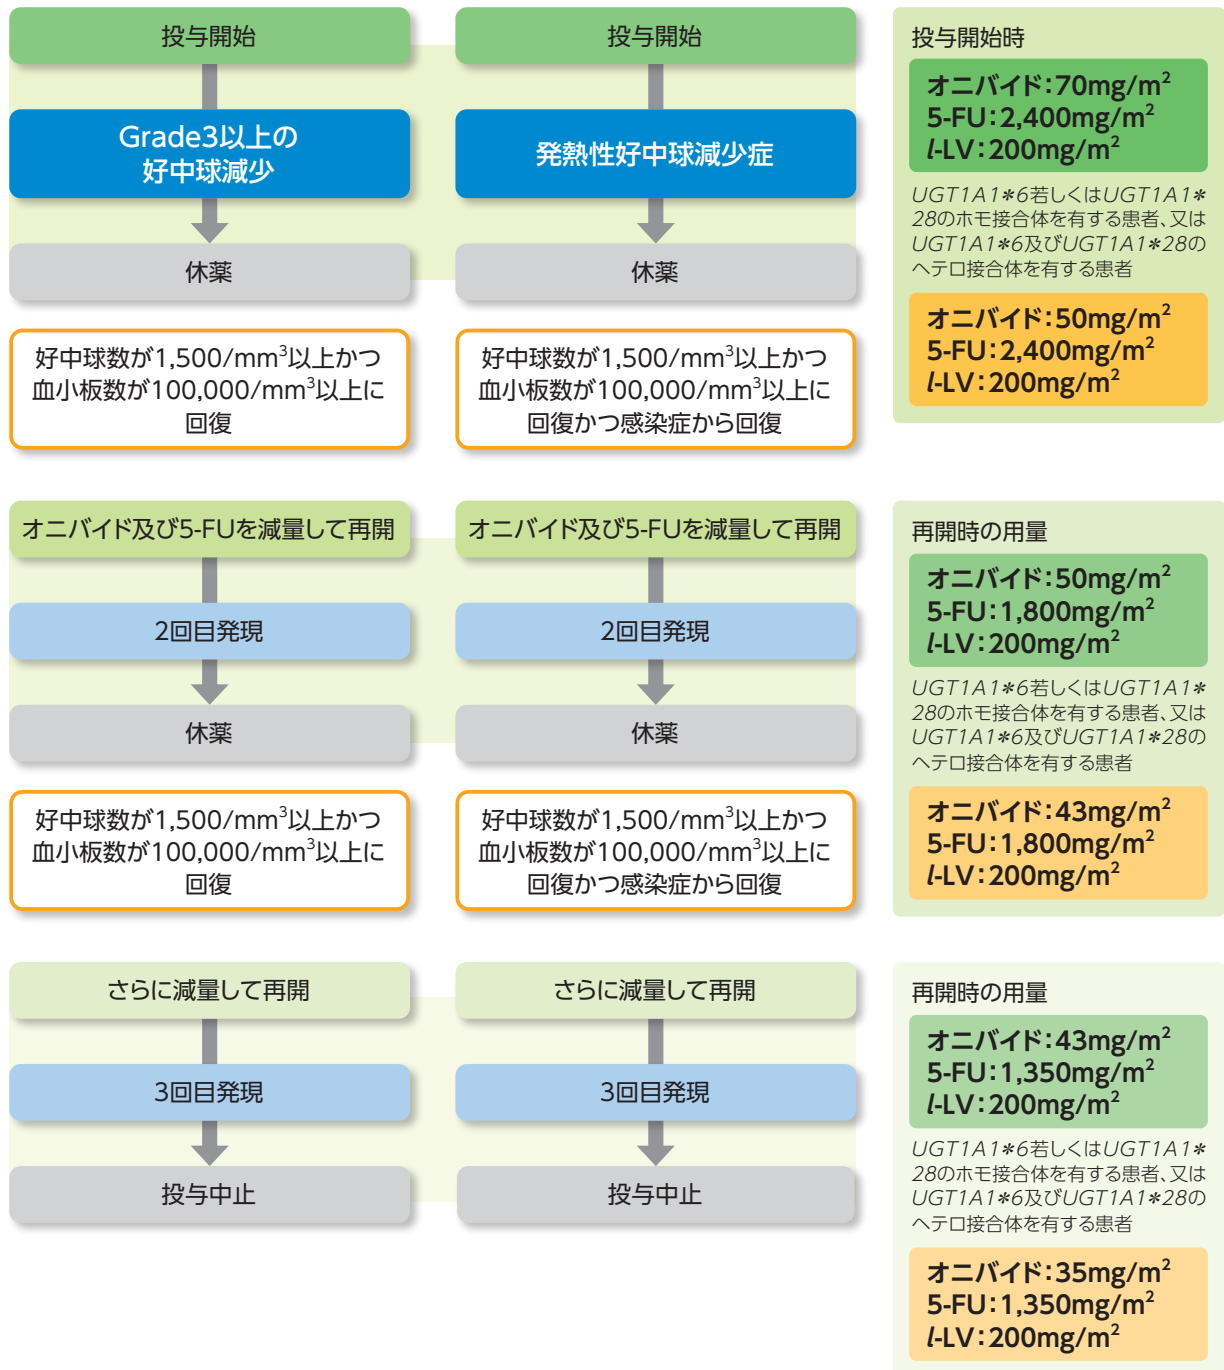 投与開始
Grade3以上の
好中球減少
休薬
好中球数が1,500/mm³以上かつ
血小板数が100,000/mm³以上に
回復
投与開始
発熱性好中球減少症
休薬
好中球数が1,500/mm³以上かつ
血小板数が100,000/mm³以上に
回復かつ感染症から回復
投与開始時
オニバイド:70mg/m²
5-FU:2,400mg/m²
l-LV:200mg/m²
UGT1A1*6若しくはUGT1A1*
28のホモ接合体を有する患者、又は
UGT1A1*6及びUGT1A1*28の
ヘテロ接合体を有する患者
オニバイド:50mg/m²
5-FU:2,400mg/m²
l-LV:200mg/m²
オニバイド及び5-FUを減量して再開
2回目発現
休薬
好中球数が1,500/mm³以上かつ
血小板数が100,000/mm³以上に
回復
オニバイド及び5-FUを減量して再開
2回目発現
休薬
好中球数が1,500/mm³以上かつ
血小板数が100,000/mm³以上に
回復かつ感染症から回復
再開時の用量
オニバイド:50mg/m²
5-FU:1,800mg/m²
l-LV:200mg/m²
UGT1A1*6若しくはUGT1A1*
28のホモ接合体を有する患者、又は
UGT1A1*6及びUGT1A1*28の
ヘテロ接合体を有する患者
オニバイド:43mg/m²
5-FU:1,800mg/m²
l-LV:200mg/m²
さらに減量して再開
3回目発現
投与中止
さらに減量して再開
3回目発現
投与中止
再開時の用量
オニバイド:43mg/m²
5-FU:1,350mg/m²
l-LV:200mg/m²
UGT1A1*6若しくはUGT1A1*
28のホモ接合体を有する患者、又は
UGT1A1*6及びUGT1A1*28の
ヘテロ接合体を有する患者
オニバイド:35mg/m²
5-FU:1,350mg/m²
l-LV:200mg/m²